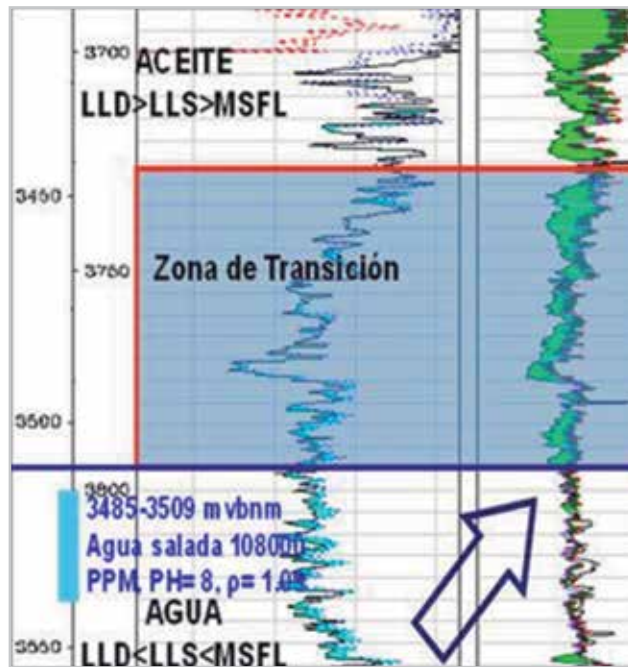 3700
ACEITE
LLD>LLS>MSFL
3450
3750
Zona de Transición
3500
3800
3485-3509 mvbnm
Agua salada 108000
PPM, PH= 8, ρ= 1.08
AGUA
3550
LLD<LLS<MSFL